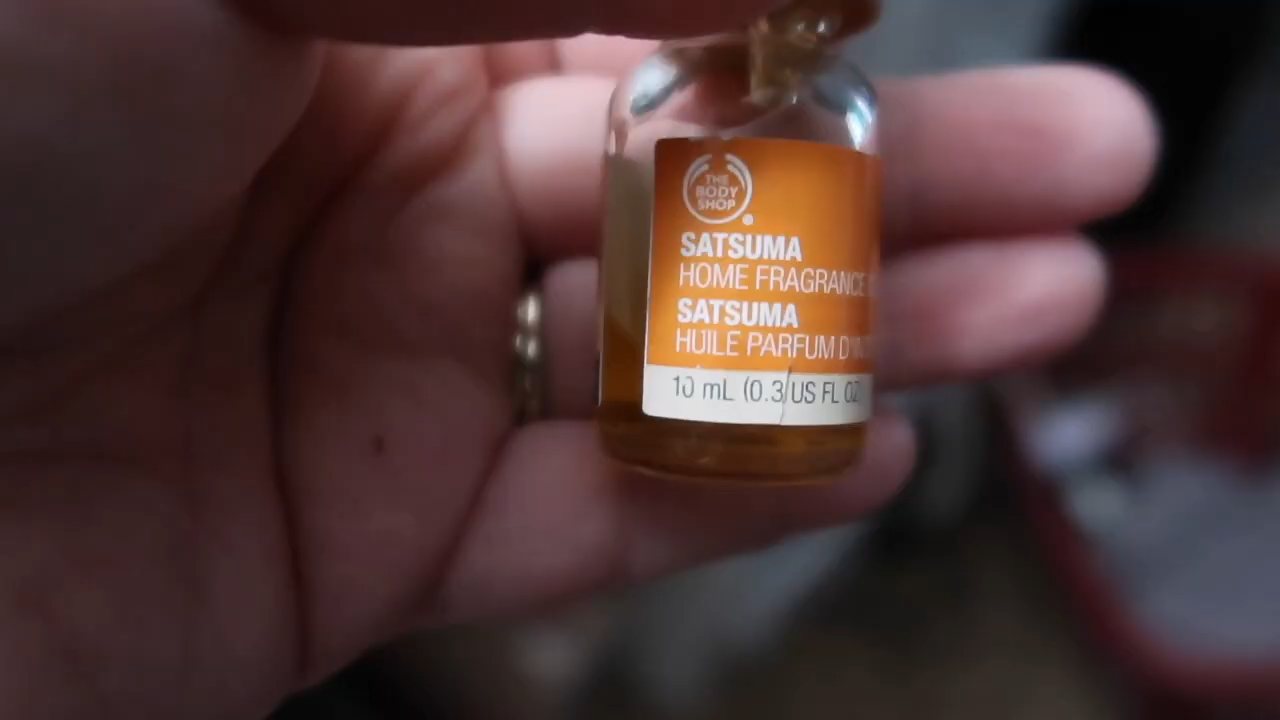 THE
BODY
SHOP
®
SATSUMA
HOME FRAGRANCE
SATSUMA
HUILE PARFUM
10 mL (0.3 US FL OZ